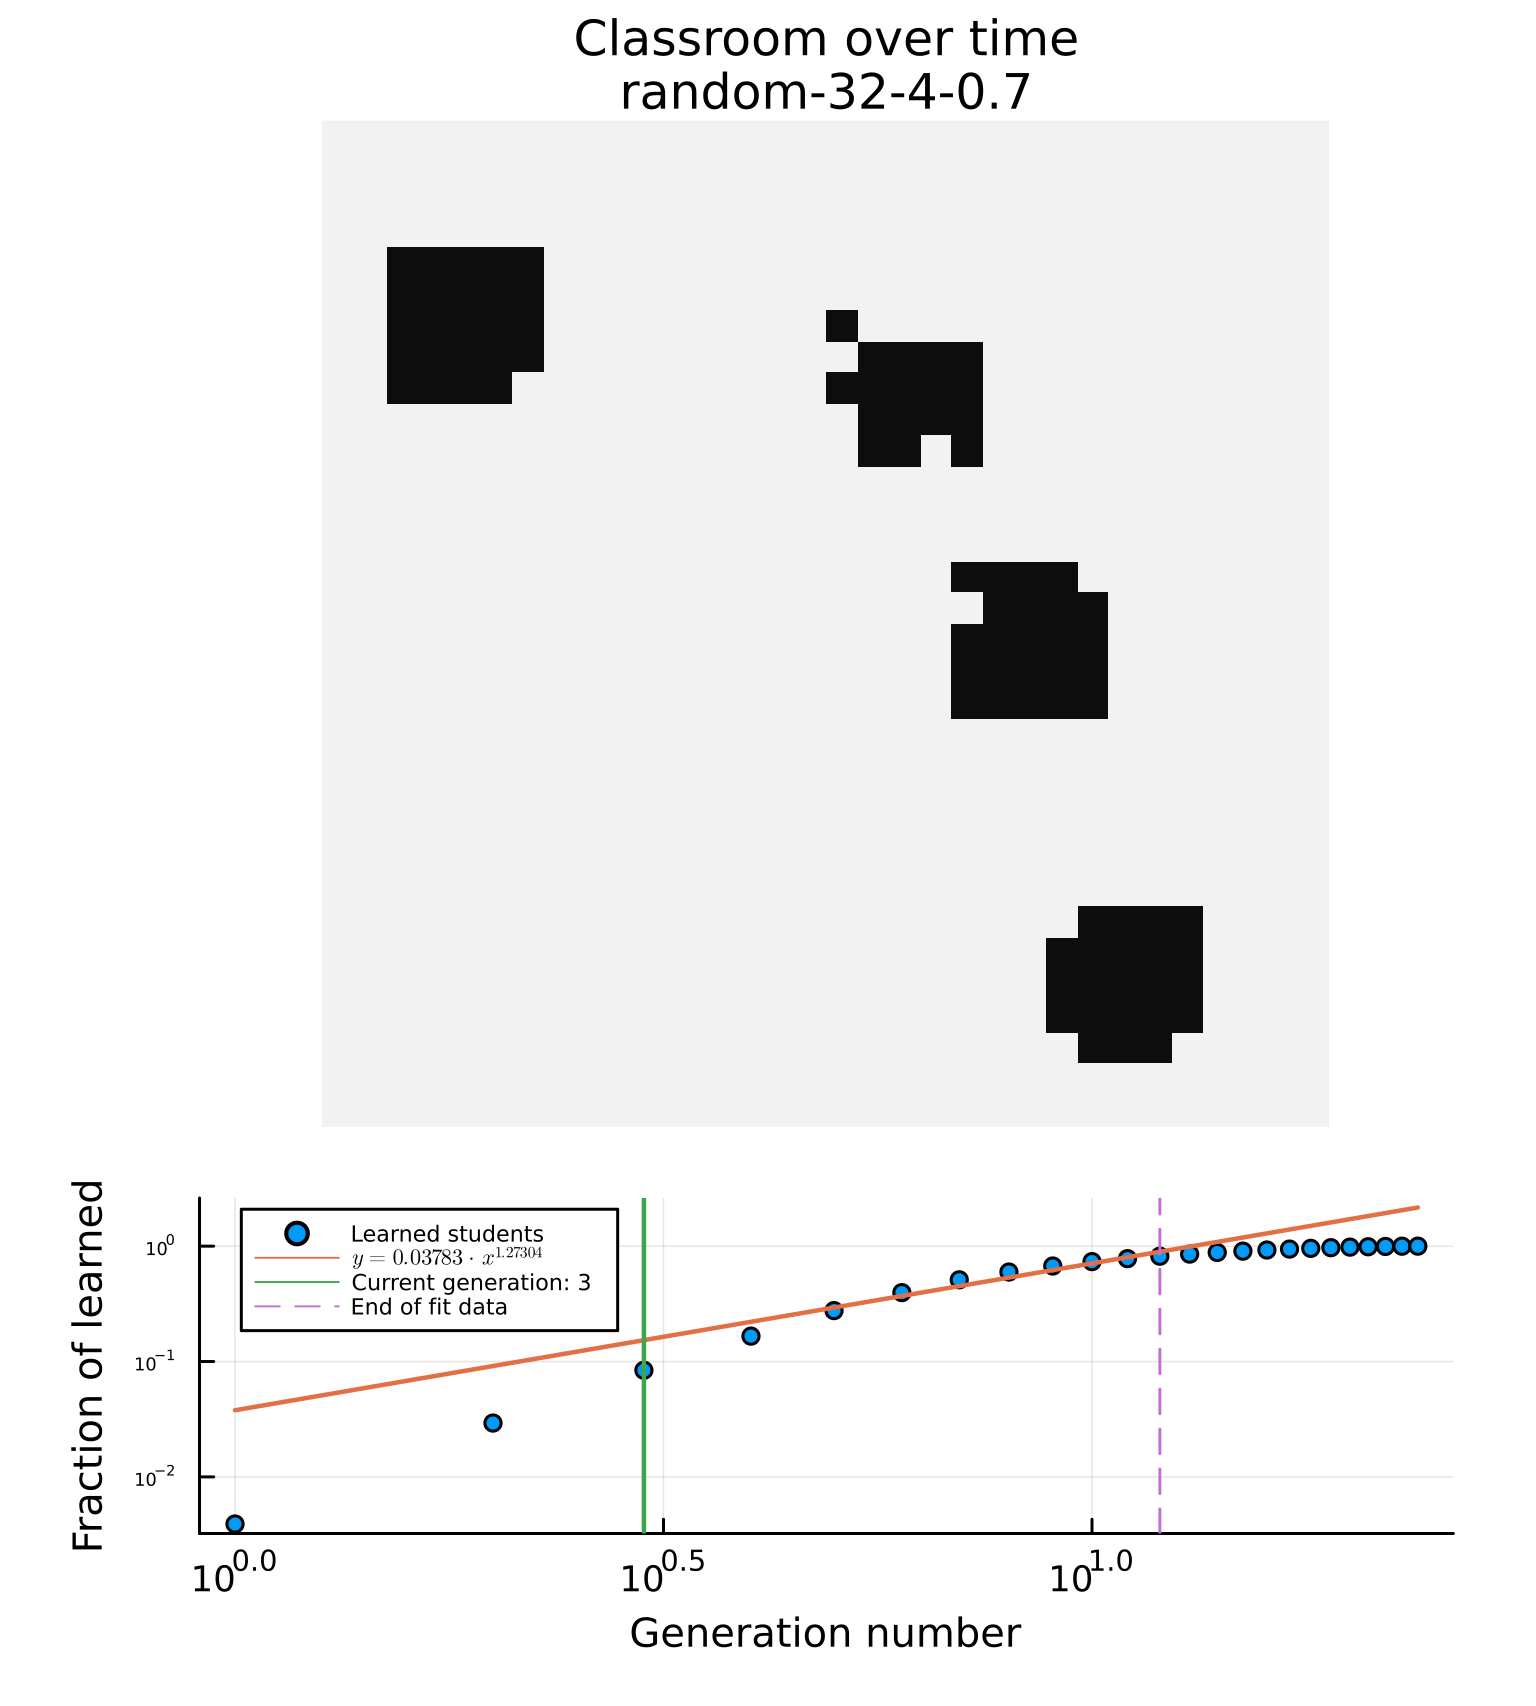 Classroom over time
random-32-4-0.7
Fraction of learned
10⁰
10⁻¹
10⁻²
Learned students
y = 0.03783 · x^1.27304
Current generation: 3
End of fit data
10^0.0
10^0.5
10^1.0
Generation number